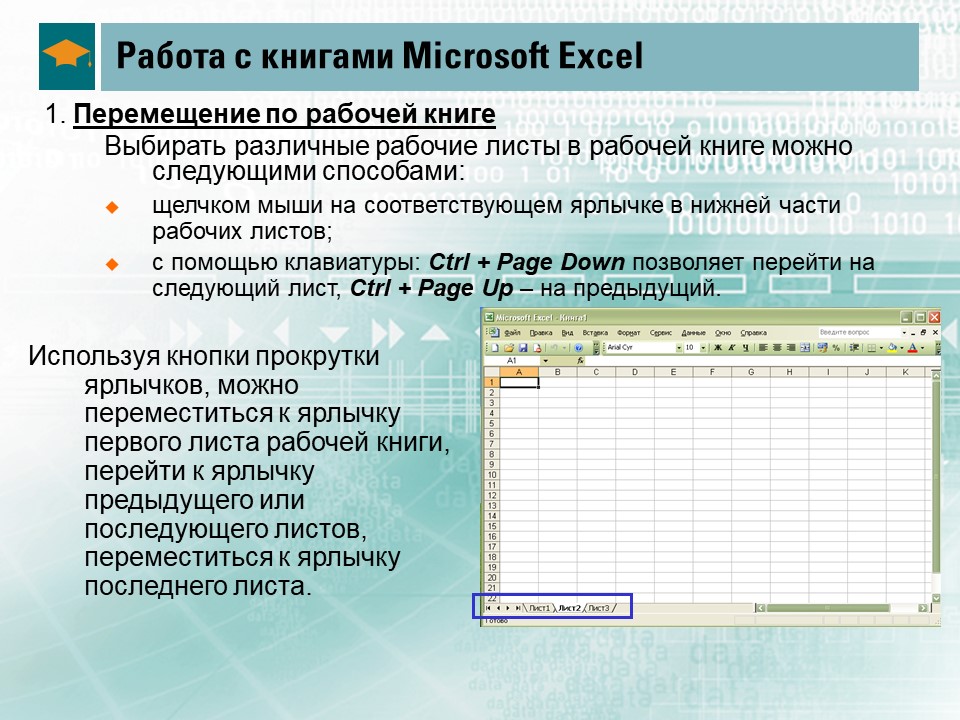 Работа с книгами Microsoft Excel
1. Перемещение по рабочей книге
Выбирать различные рабочие листы в рабочей книге можно
следующими способами:
щелчком мыши на соответствующем ярлычке в нижней части
рабочих листов;
с помощью клавиатуры: Ctrl + Page Down позволяет перейти на
следующий лист, Ctrl + Page Up – на предыдущий.
Используя кнопки прокрутки
ярлычков, можно
переместиться к ярлычку
первого листа рабочей книги,
перейти к ярлычку
предыдущего или
последующего листов,
переместиться к ярлычку
последнего листа.
Microsoft Excel - Книга1
Файл Правка Вид Вставка Формат Сервис Данные Окно Справка Введите вопрос
Arial Cyr 10 Ж К Ч
A1 fx
A B C D E F G H I J K
1
2
3
4
5
6
7
8
9
10
11
12
13
14
15
16
17
18
19
20
21
22
Лист1 Лист2 Лист3
Готово